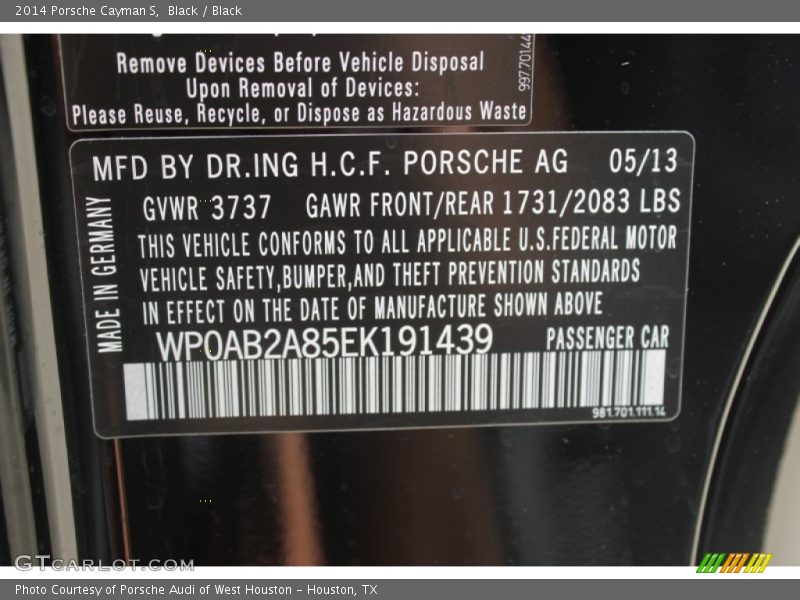 2014 Porsche Cayman S, Black / Black
Remove Devices Before Vehicle Disposal
Upon Removal of Devices:
Please Reuse, Recycle, or Dispose as Hazardous Waste
MFD BY DR.ING H.C.F. PORSCHE AG 05/13
GVWR 3737 GAWR FRONT/REAR 1731/2083 LBS
THIS VEHICLE CONFORMS TO ALL APPLICABLE U.S.FEDERAL MOTOR
VEHICLE SAFETY,BUMPER,AND THEFT PREVENTION STANDARDS
IN EFFECT ON THE DATE OF MANUFACTURE SHOWN ABOVE
MADE IN GERMANY
WP0AB2A85EK191439 PASSENGER CAR
981.701.111.14
GTCARLOT.COM
Photo Courtesy of Porsche Audi of West Houston - Houston, TX